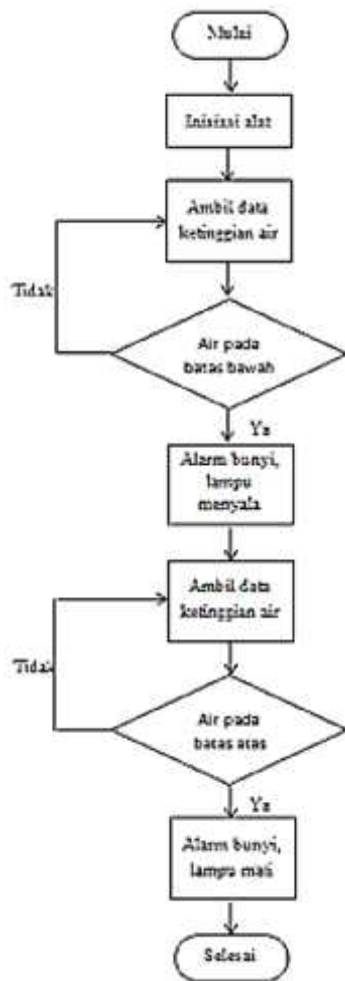 Mulai
Inisiasi alat
Ambil data
ketinggian air
Tidak
Air pada
batas bawah
Ya
Alarm bunyi,
lampu
menyala
Ambil data
ketinggian air
Tidak
Air pada
batas atas
Ya
Alarm bunyi,
lampu mati
Selesai